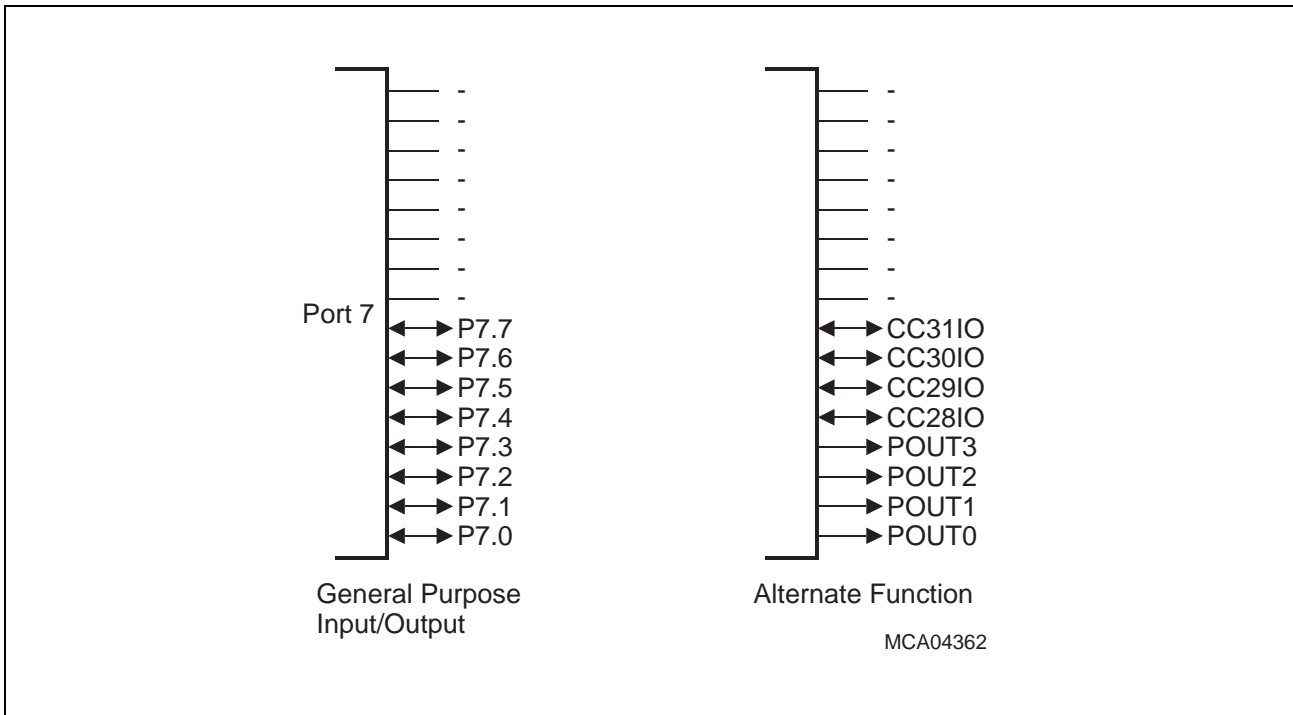 -
-
-
-
-
-
-
-
Port 7
P7.7
P7.6
P7.5
P7.4
P7.3
P7.2
P7.1
P7.0
General Purpose
Input/Output
-
-
-
-
-
-
-
-
CC31IO
CC30IO
CC29IO
CC28IO
POUT3
POUT2
POUT1
POUT0
Alternate Function
MCA04362